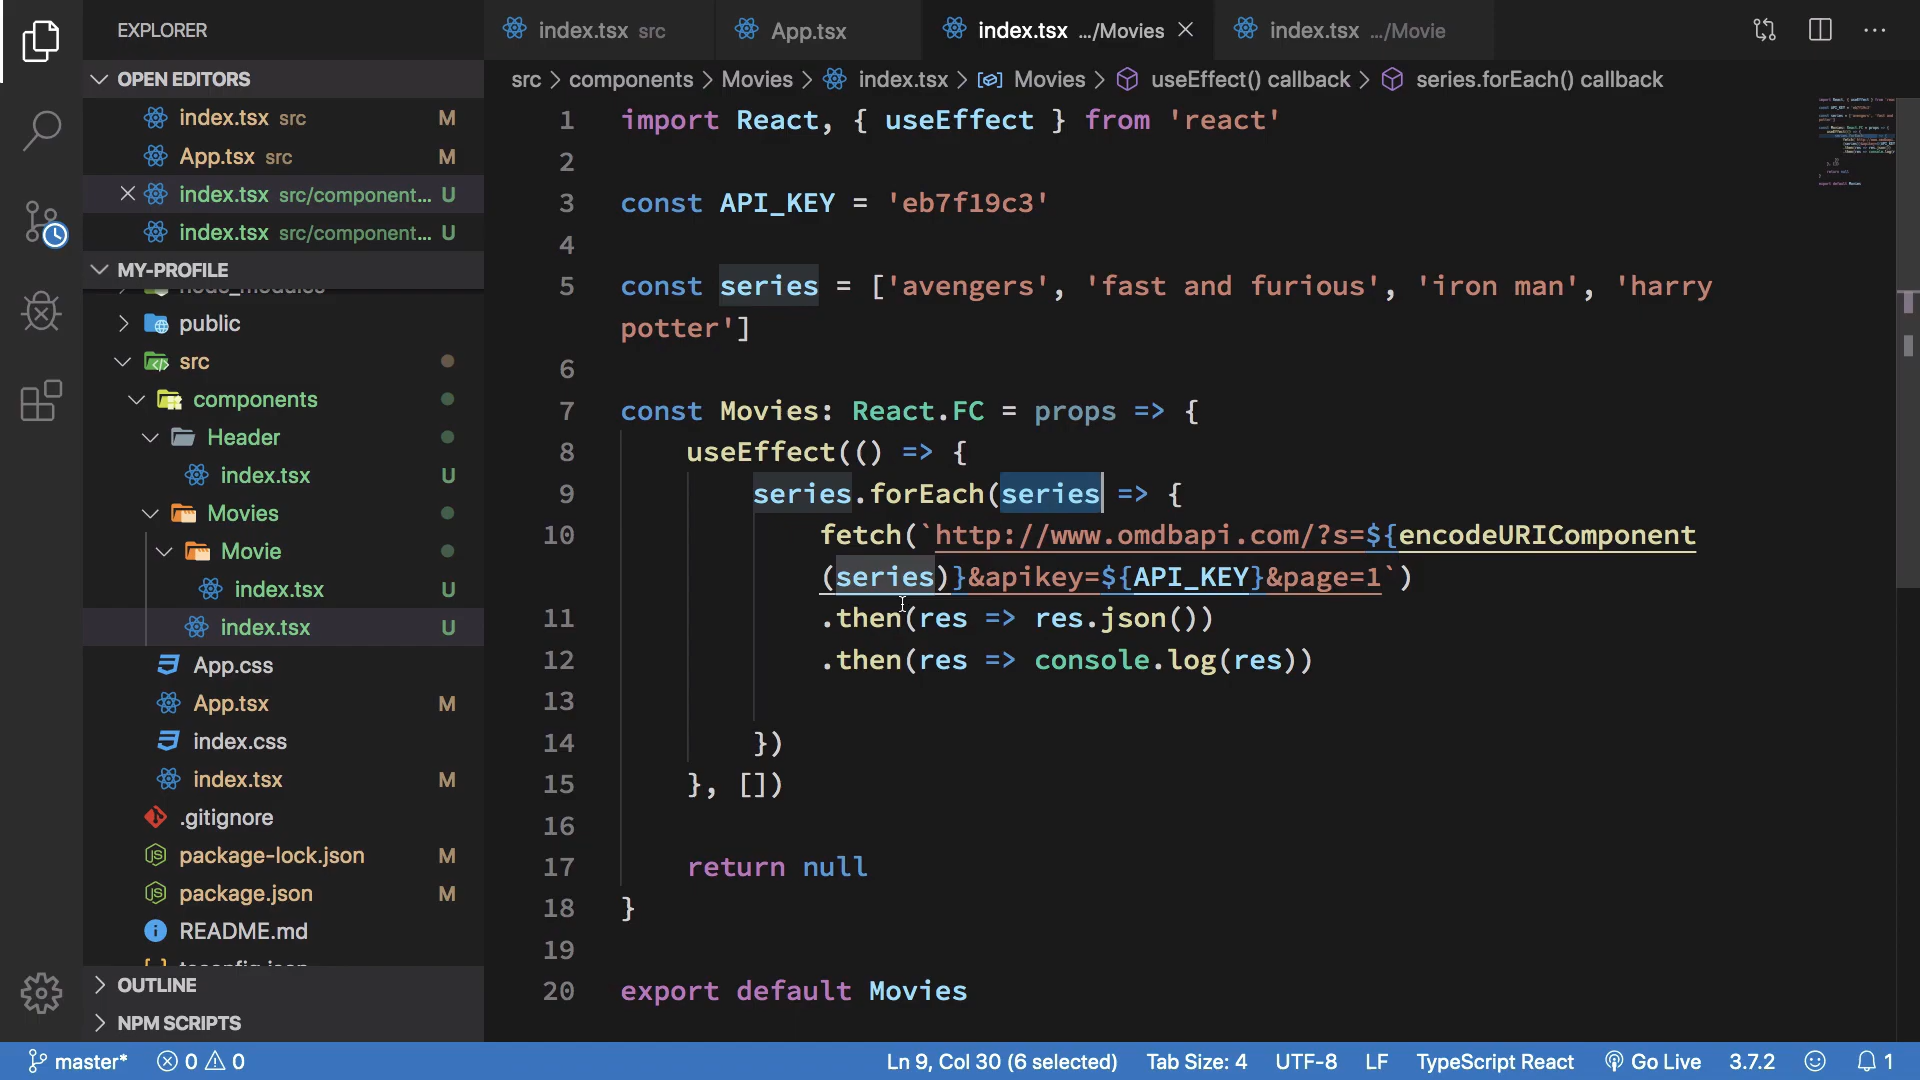 EXPLORER
OPEN EDITORS
index.tsx src M
App.tsx src M
index.tsx src/component... U
index.tsx src/component... U
MY-PROFILE
public
src
components
Header
index.tsx U
Movies
Movie
index.tsx U
index.tsx U
App.css
App.tsx M
index.css
index.tsx M
.gitignore
package-lock.json M
package.json M
README.md
OUTLINE
NPM SCRIPTS
index.tsx src App.tsx index.tsx .../Movies index.tsx .../Movie
src > components > Movies > index.tsx > Movies > useEffect() callback > series.forEach() callback
1 import React, { useEffect } from 'react'
2
3 const API_KEY = 'eb7f19c3'
4
5 const series = ['avengers', 'fast and furious', 'iron man', 'harry
potter']
6
7 const Movies: React.FC = props => {
8 useEffect(() => {
9 series.forEach(series => {
10 fetch(`http://www.omdbapi.com/?s=${encodeURIComponent
(series)}&apikey=${API_KEY}&page=1`)
11 .then(res => res.json())
12 .then(res => console.log(res))
13
14 })
15 }, [])
16
17 return null
18 }
19
20 export default Movies
master* 0 0 Ln 9, Col 30 (6 selected) Tab Size: 4 UTF-8 LF TypeScript React Go Live 3.7.2 1